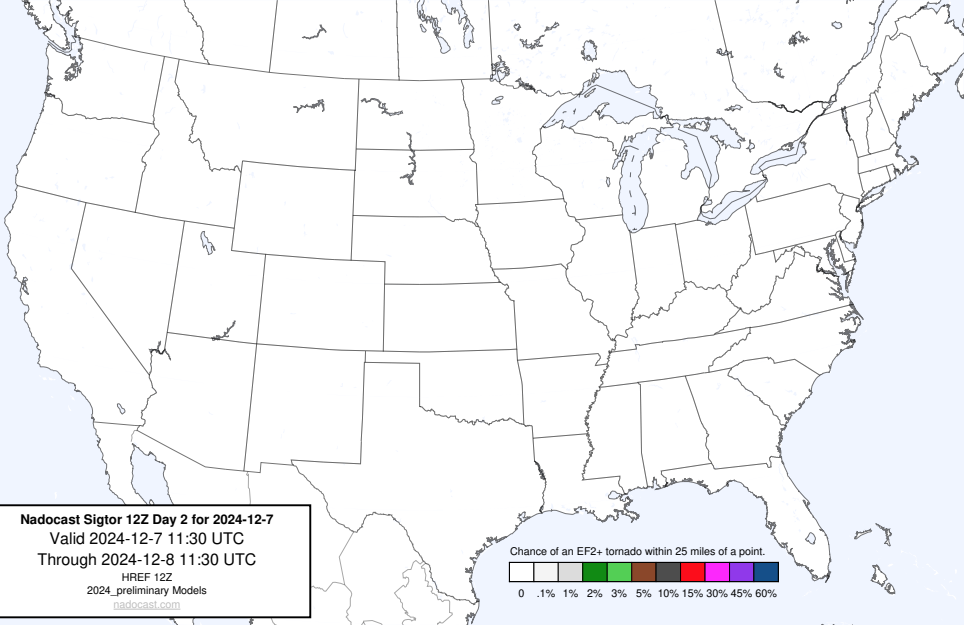 Nadocast Sigtor 12Z Day 2 for 2024-12-7
Valid 2024-12-7 11:30 UTC
Through 2024-12-8 11:30 UTC
HREF 12Z
2024_preliminary Models
nadocast.com
Chance of an EF2+ tornado within 25 miles of a point.
0 .1% 1% 2% 3% 5% 10% 15% 30% 45% 60%